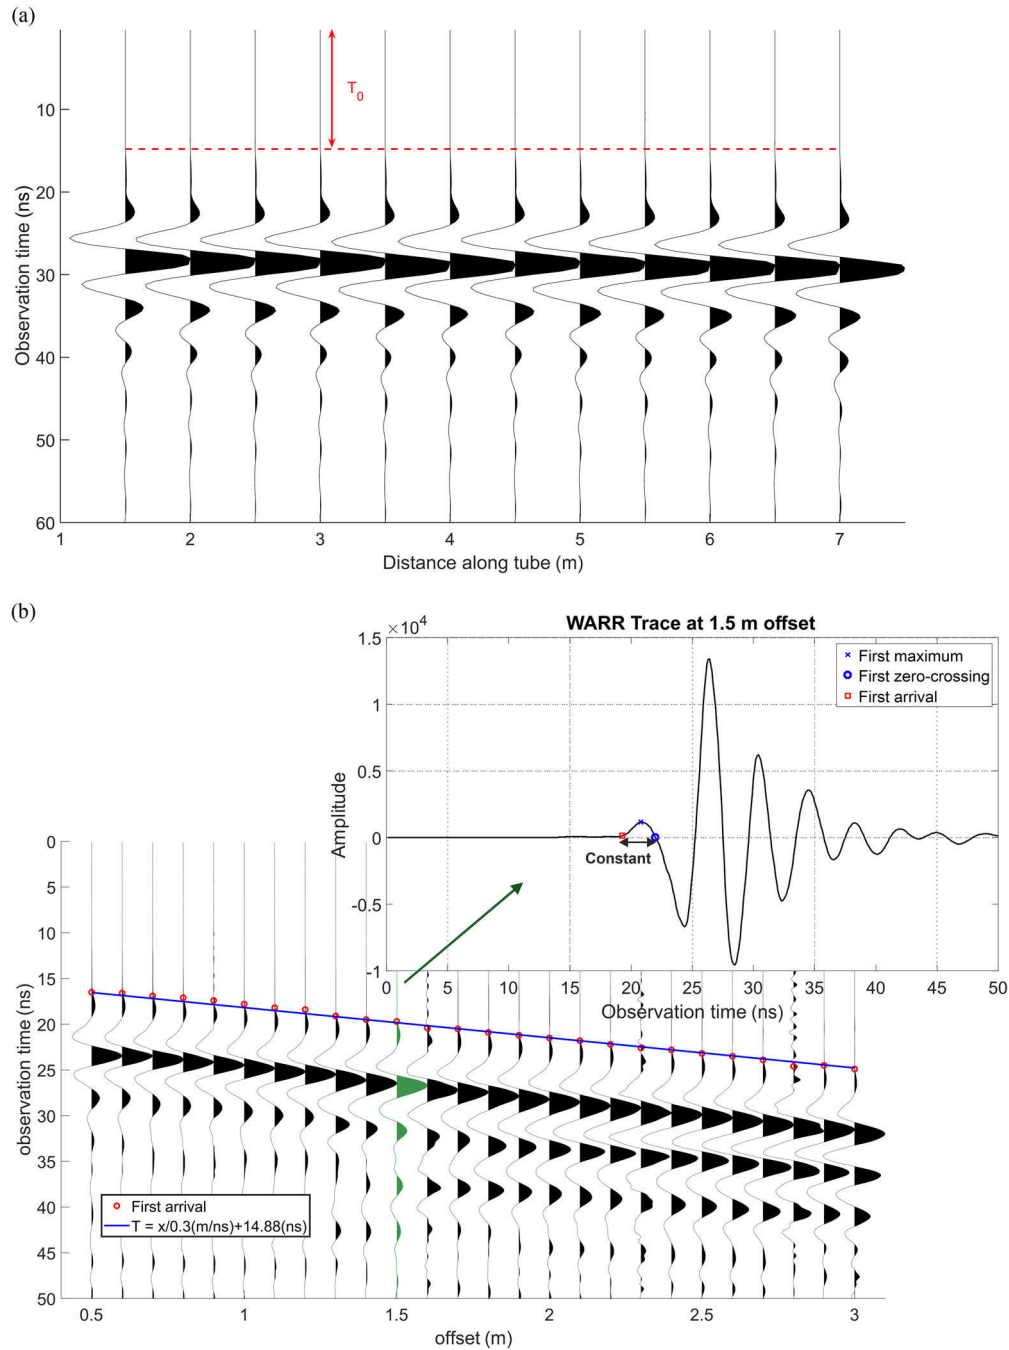 (a)
T0
10
20
30
40
50
60
Observation time (ns)
1 2 3 4 5 6 7
Distance along tube (m)
(b)
WARR Trace at 1.5 m offset
×10^4
1.5
1
0.5
0
-0.5
-1
Amplitude
First maximum
First zero-crossing
First arrival
Constant
0 5 10 15 20 25 30 35 40 45 50
Observation time (ns)
0
5
10
15
20
25
30
35
40
45
50
observation time (ns)
First arrival
T = x/0.3(m/ns)+14.88(ns)
0.5 1 1.5 2 2.5 3
offset (m)